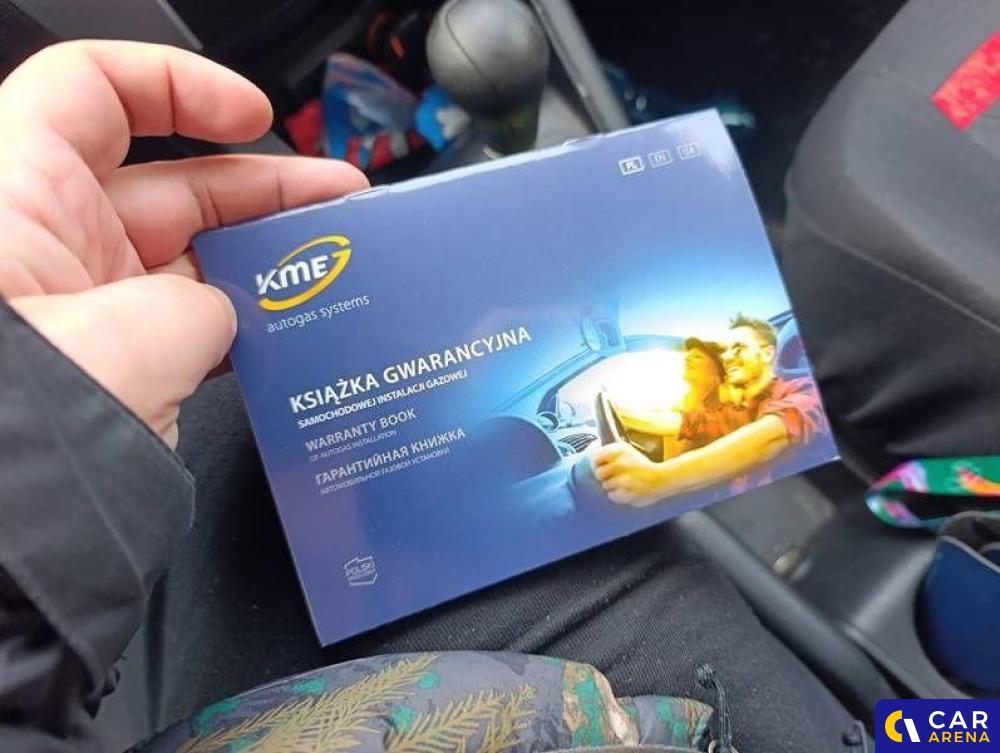 PL EN
KME
autogas systems
KSIĄŻKA GWARANCYJNA
SAMOCHODOWEJ INSTALACJI GAZOWEJ
WARRANTY BOOK
OF AUTOGAS INSTALLATION
ГАРАНТИЙНАЯ КНИЖКА
АВТОМОБИЛЬНОЙ ГАЗОВОЙ УСТАНОВКИ
POLSKI
CAR
ARENA